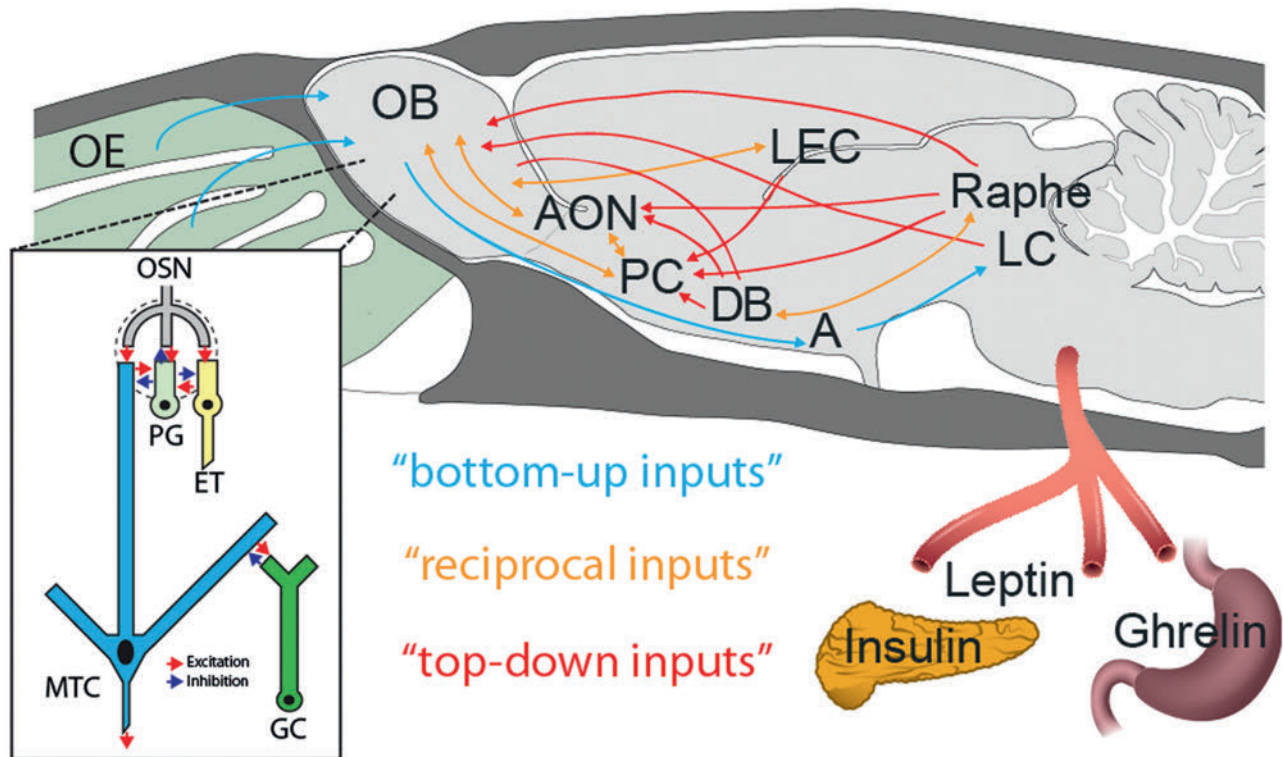 OB
OE
LEC
AON
Raphe
LC
PC
DB
A
OSN
PG
ET
MTC
GC
Excitation
Inhibition
“bottom-up inputs”
“reciprocal inputs”
“top-down inputs”
Leptin
Insulin
Ghrelin